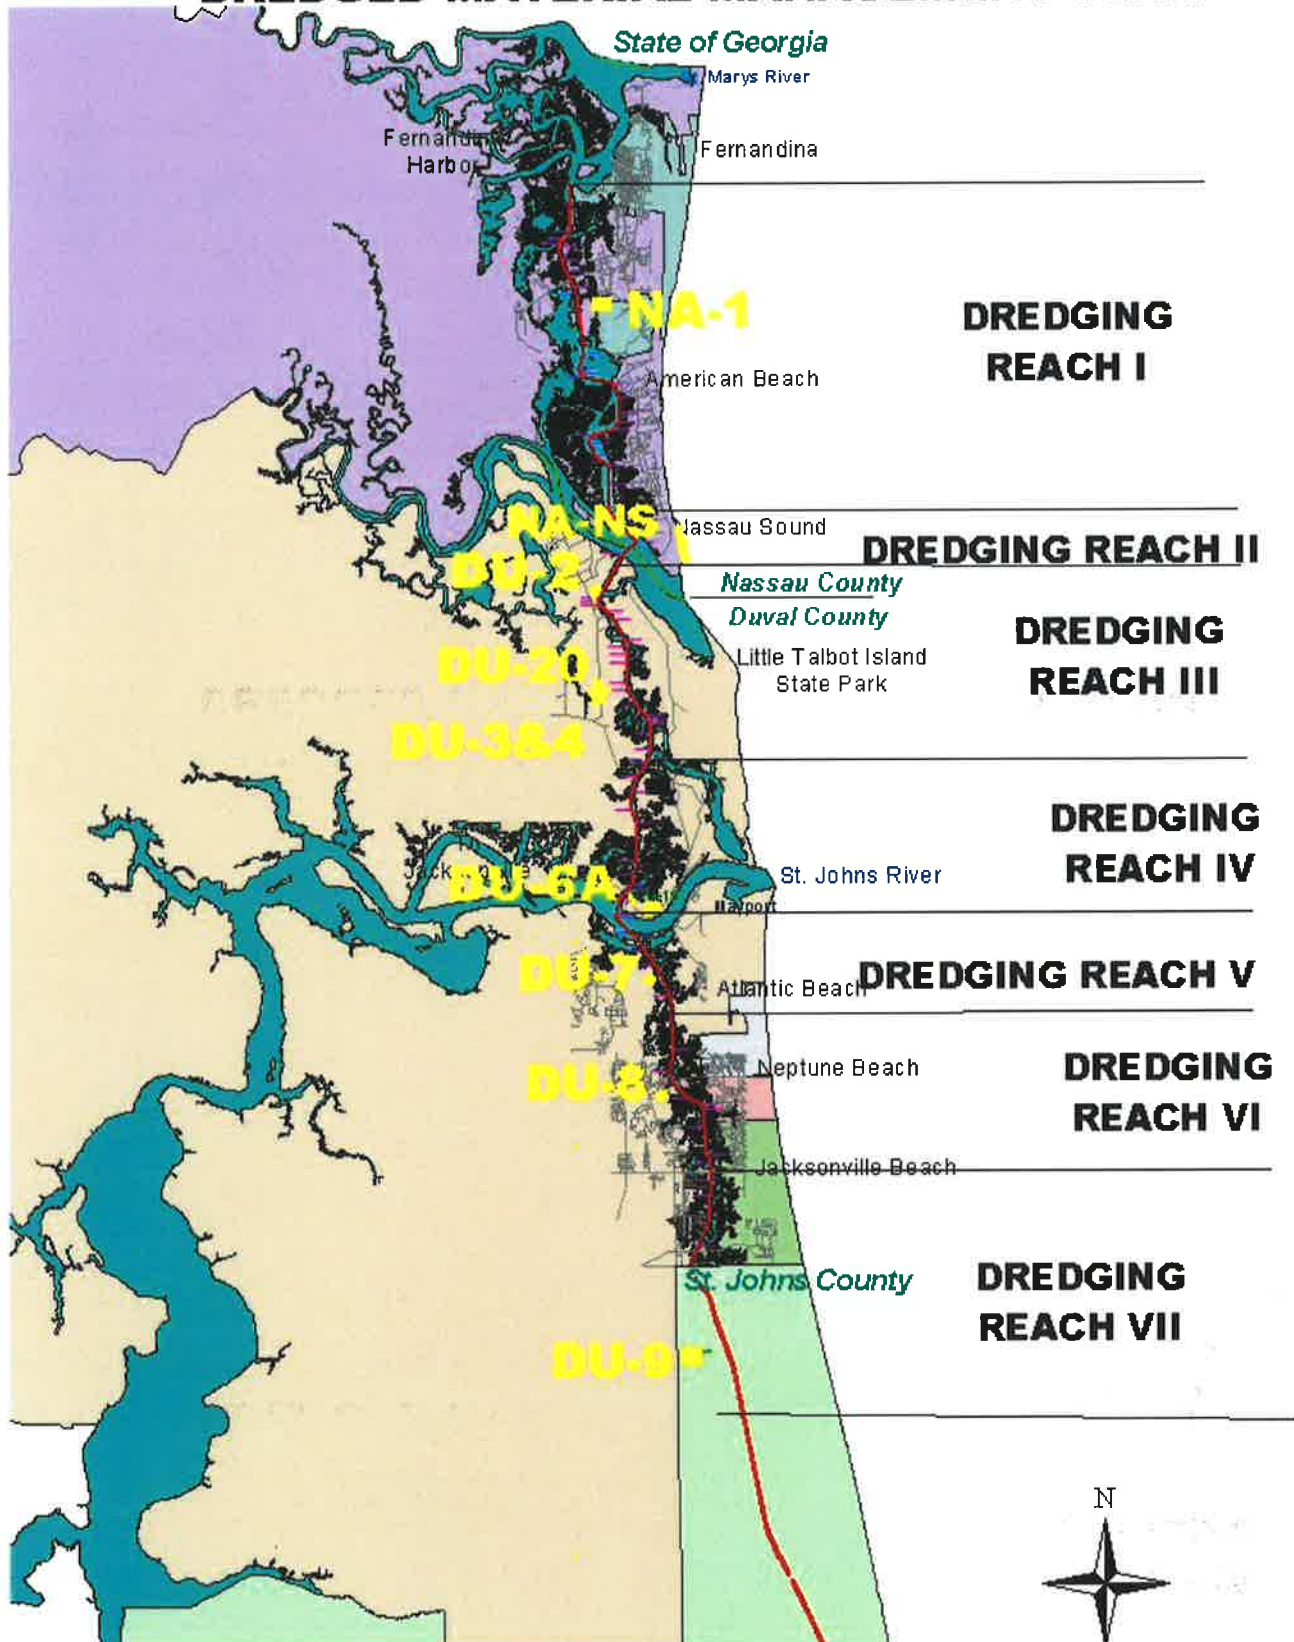 State of Georgia
Marys River
Fernandina
Harbor
Fernandina
NA-1
DREDGING
REACH I
American Beach
NA-NS
Nassau Sound
DREDGING REACH II
DU-2
Nassau County
Duval County
DREDGING
REACH III
DU-20
Little Talbot Island
State Park
DU-3&4
DREDGING
REACH IV
Jacksonville
DU-6A
St. Johns River
Mayport
DU-7
Atlantic Beach
DREDGING REACH V
Neptune Beach
DREDGING
REACH VI
DU-8
Jacksonville Beach
St. Johns County
DREDGING
REACH VII
DU-9
N